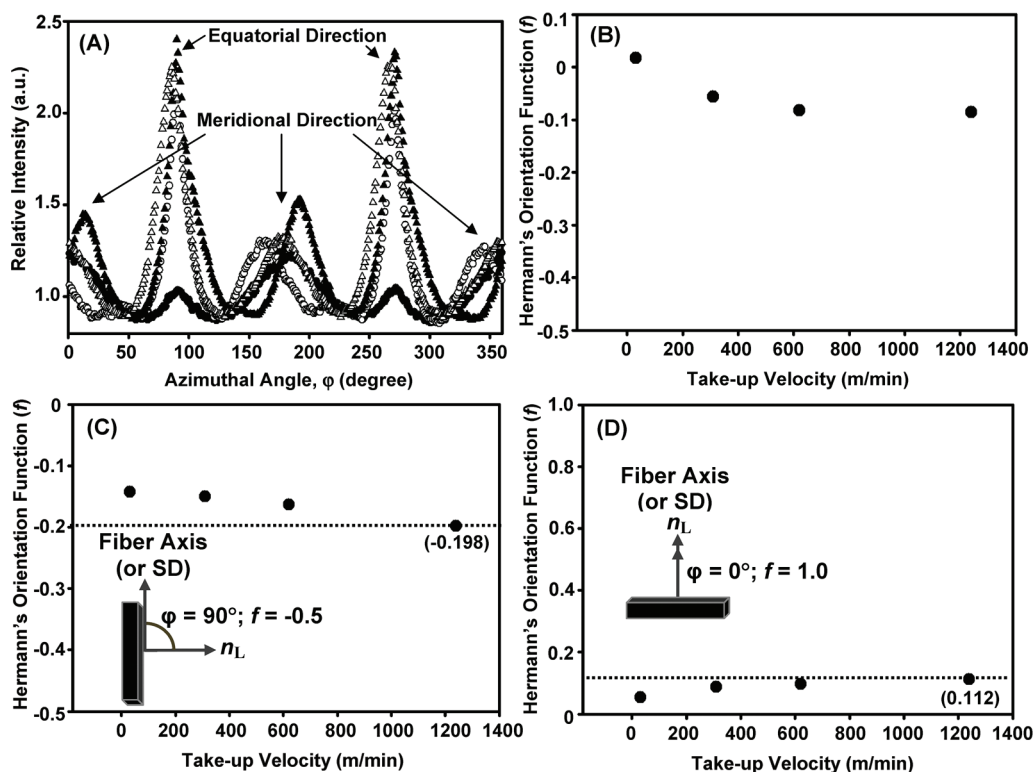 (A)
Equatorial Direction
Meridional Direction
Relative Intensity (a.u.)
2.5
2.0
1.5
1.0
0 50 100 150 200 250 300 350
Azimuthal Angle, φ (degree)
(B)
Hermann's Orientation Function (f)
0.1
0
-0.1
-0.2
-0.3
-0.4
-0.5
0 200 400 600 800 1000 1200 1400
Take-up Velocity (m/min)
(C)
Hermann's Orientation Function (f)
0
-0.1
-0.2
-0.3
-0.4
-0.5
(-0.198)
Fiber Axis
(or SD)
φ = 90°; f = -0.5
nL
0 200 400 600 800 1000 1200 1400
Take-up Velocity (m/min)
(D)
Hermann's Orientation Function (f)
1.0
0.8
0.6
0.4
0.2
0
Fiber Axis
(or SD)
nL
φ = 0°; f = 1.0
(0.112)
0 200 400 600 800 1000 1200 1400
Take-up Velocity (m/min)